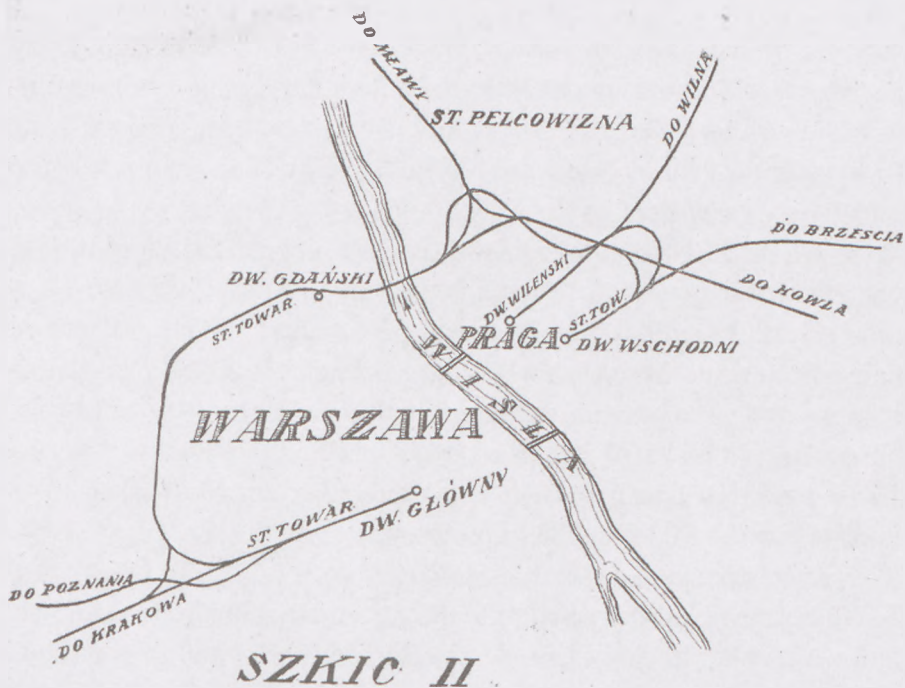 DO MŁAWY
ST. PELCOWIZNA
DO WILNA
DO BRZEŚCIA
DO KOWLA
DW. GDAŃSKI
ST. TOWAR.
DW. WILEŃSKI
ST. TOW.
PRAGA
DW. WSCHODNI
WISŁA
WARSZAWA
ST. TOWAR.
DW. GŁÓWNY
DO POZNANIA
DO KRAKOWA
SZKIC II